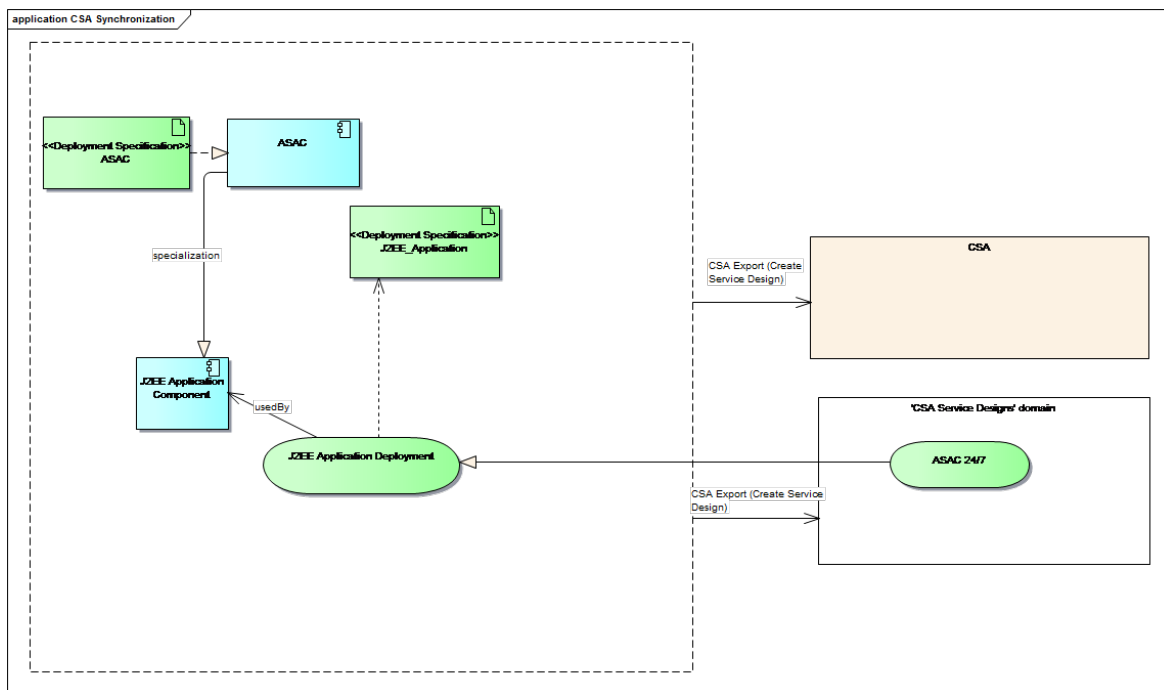 application CSA Synchronization
<<Deployment Specification>>
ASAC
ASAC
<<Deployment Specification>>
J2EE_Application
specialization
CSA Export (Create
Service Design)
CSA
J2EE Application
Component
usedBy
'CSA Service Designs' domain
J2EE Application Deployment
ASAC 24/7
CSA Export (Create Service
Design)